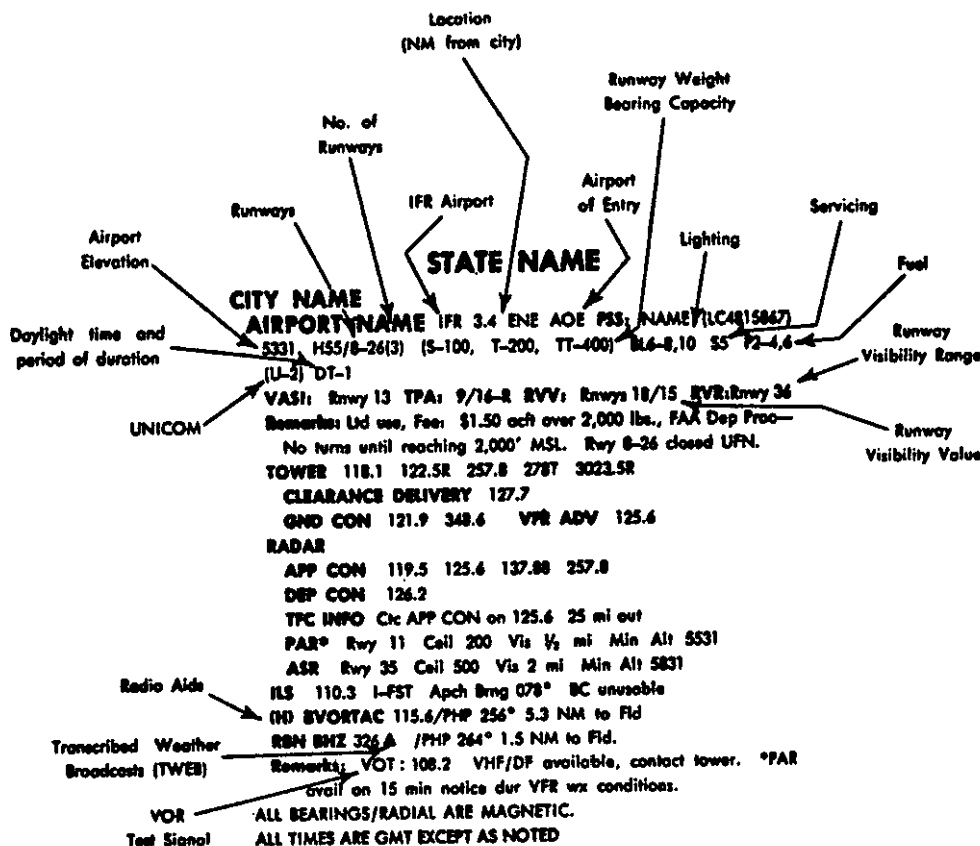 Location
(NM from city)
Runway Weight
Bearing Capacity
No. of
Runways
IFR Airport
Airport
of Entry
Servicing
Runways
Lighting
Airport
Elevation
Fuel
STATE NAME
CITY NAME
AIRPORT NAME IFR 3.4 ENE AOE FSS: NAME (LC4815867)
Daylight time and
period of duration
5331 H55/8-26(3) (S-100, T-200, TT-400) BL6-8,10 S5 F2-4,6
Runway
Visibility Range
(U-2) DT-1
VASI: Rnwy 13 TPA: 9/16-R RVV: Rnwys 18/15 RVR: Rnwy 36
UNICOM
Remarks: Ltd use, Fee: $1.50 acft over 2,000 lbs., FAA Dep Proc—
No turns until reaching 2,000' MSL. Rwy 8-26 closed UFN.
Runway
Visibility Value
TOWER 118.1 122.5R 257.8 278T 3023.5R
CLEARANCE DELIVERY 127.7
GND CON 121.9 348.6 VFR ADV 125.6
RADAR
APP CON 119.5 125.6 137.88 257.8
DEP CON 126.2
TFC INFO Ctc APP CON on 125.6 25 mi out
PAR* Rwy 11 Ceil 200 Vis ½ mi Min Alt 5531
ASR Rwy 35 Ceil 500 Vis 2 mi Min Alt 5831
Radio Aids
ILS 110.3 I-FST Apch Brng 078° BC unusable
(H) BVORTAC 115.6/PHP 256° 5.3 NM to Fld
Transcribed Weather
Broadcasts (TWEB)
RBN BHZ 326 A /PHP 264° 1.5 NM to Fld.
Remarks: VOT: 108.2 VHF/DF available, contact tower. *PAR
avail on 15 min notice dur VFR wx conditions.
VOR
Test Signal
ALL BEARINGS/RADIAL ARE MAGNETIC.
ALL TIMES ARE GMT EXCEPT AS NOTED